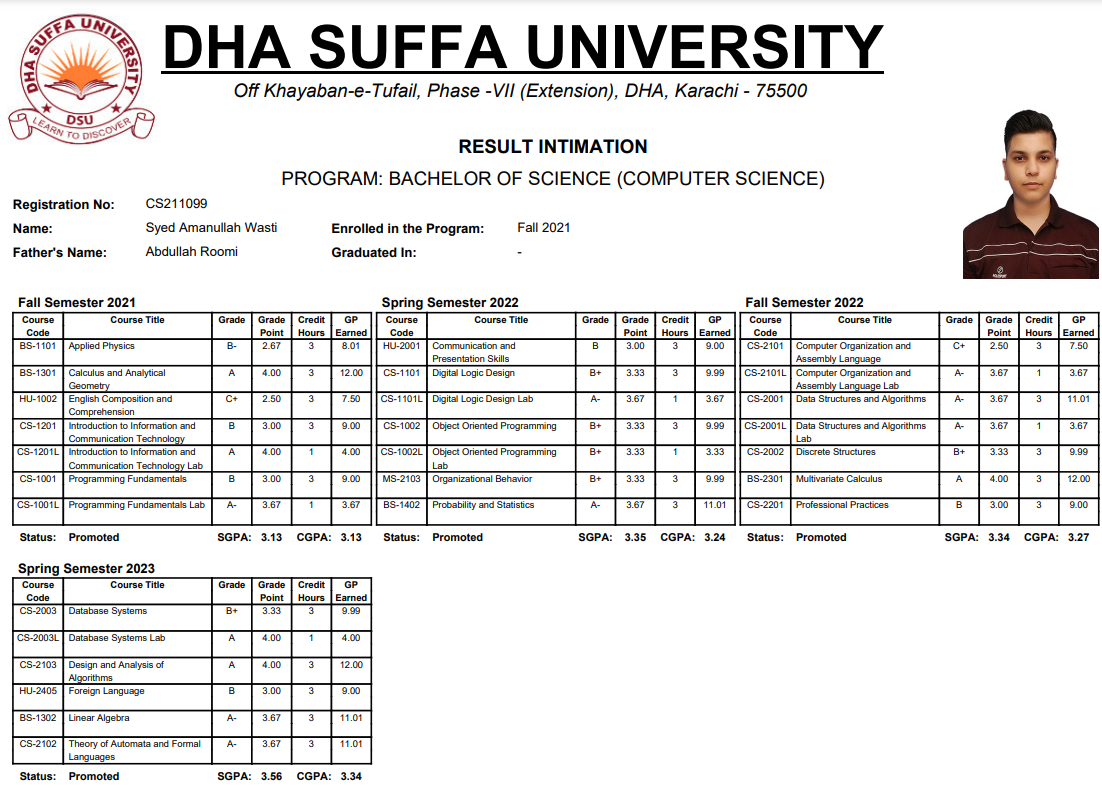 DHA SUFFA UNIVERSITY
DSU
LEARN TO DISCOVER
DHA SUFFA UNIVERSITY
Off Khayaban-e-Tufail, Phase -VII (Extension), DHA, Karachi - 75500
RESULT INTIMATION
PROGRAM: BACHELOR OF SCIENCE (COMPUTER SCIENCE)
Registration No: CS211099
Name: Syed Amanullah Wasti Enrolled in the Program: Fall 2021
Father's Name: Abdullah Roomi Graduated In: -
Fall Semester 2021
Course Title Grade
Course Code Grade Point Credit Hours GP Earned
BS-1101 Applied Physics B- 2.67 3 8.01
BS-1301 Calculus and Analytical A 4.00 3 12.00
Geometry
HU-1002 English Composition and C+ 2.50 3 7.50
Comprehension
CS-1201 Introduction to Information and B 3.00 3 9.00
Communication Technology
CS-1201L Introduction to Information and A 4.00 1 4.00
Communication Technology Lab
CS-1001 Programming Fundamentals B 3.00 3 9.00
CS-1001L Programming Fundamentals Lab A- 3.67 1 3.67
Status: Promoted SGPA: 3.13 CGPA: 3.13
Spring Semester 2022
Course Title Grade
Course Code Grade Point Credit Hours GP Earned
HU-2001 Communication and B 3.00 3 9.00
Presentation Skills
CS-1101 Digital Logic Design B+ 3.33 3 9.99
CS-1101L Digital Logic Design Lab A- 3.67 1 3.67
CS-1002 Object Oriented Programming B+ 3.33 3 9.99
CS-1002L Object Oriented Programming B+ 3.33 1 3.33
Lab
MS-2103 Organizational Behavior B+ 3.33 3 9.99
BS-1402 Probability and Statistics A- 3.67 3 11.01
Status: Promoted SGPA: 3.35 CGPA: 3.24
Fall Semester 2022
Course Title Grade
Course Code Grade Point Credit Hours GP Earned
CS-2101 Computer Organization and C+ 2.50 3 7.50
Assembly Language
CS-2101L Computer Organization and A- 3.67 1 3.67
Assembly Language Lab
CS-2001 Data Structures and Algorithms A- 3.67 3 11.01
CS-2001L Data Structures and Algorithms A- 3.67 1 3.67
Lab
CS-2002 Discrete Structures B+ 3.33 3 9.99
BS-2301 Multivariate Calculus A 4.00 3 12.00
CS-2201 Professional Practices B 3.00 3 9.00
Status: Promoted SGPA: 3.34 CGPA: 3.27
Spring Semester 2023
Course Title Grade
Course Code Grade Point Credit Hours GP Earned
CS-2003 Database Systems B+ 3.33 3 9.99
CS-2003L Database Systems Lab A 4.00 1 4.00
CS-2103 Design and Analysis of A 4.00 3 12.00
Algorithms
HU-2405 Foreign Language B 3.00 3 9.00
BS-1302 Linear Algebra A- 3.67 3 11.01
CS-2102 Theory of Automata and Formal A- 3.67 3 11.01
Languages
Status: Promoted SGPA: 3.56 CGPA: 3.34